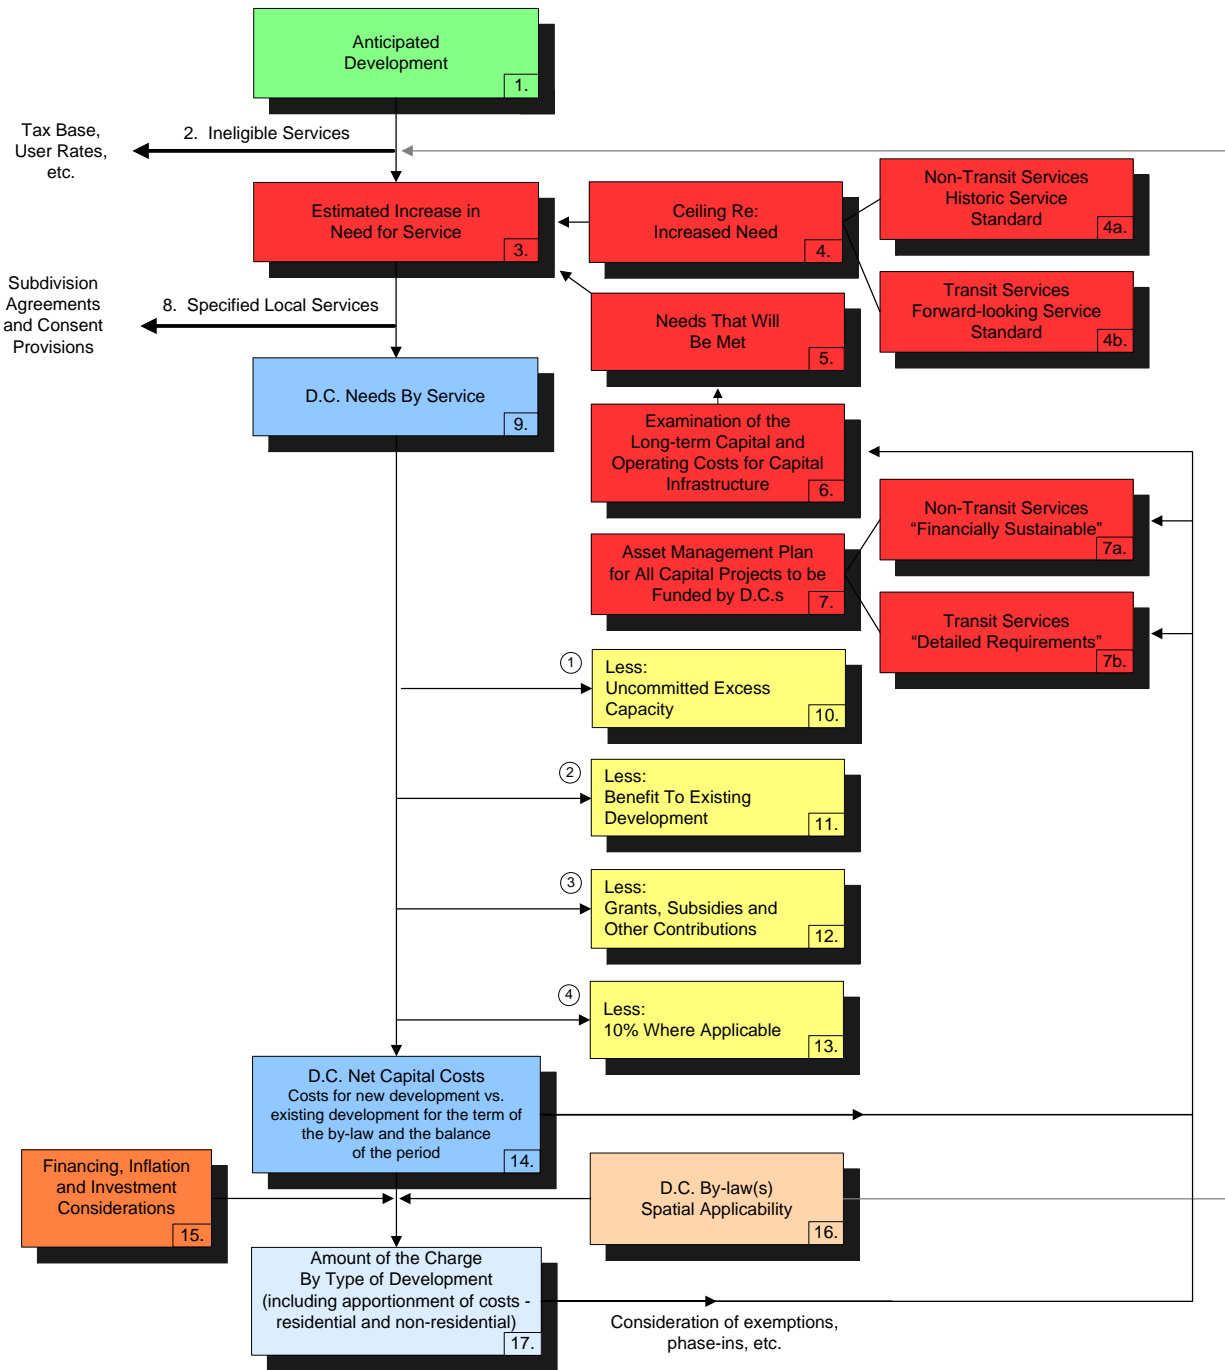 Anticipated
Development
1.
Tax Base,
User Rates,
etc.
2. Ineligible Services
Estimated Increase in
Need for Service
3.
Ceiling Re:
Increased Need
4.
Non-Transit Services
Historic Service
Standard
4a.
Transit Services
Forward-looking Service
Standard
4b.
Subdivision
Agreements
and Consent
Provisions
8. Specified Local Services
Needs That Will
Be Met
5.
D.C. Needs By Service
9.
Examination of the
Long-term Capital and
Operating Costs for Capital
Infrastructure
6.
Asset Management Plan
for All Capital Projects to be
Funded by D.C.s
7.
Non-Transit Services
“Financially Sustainable”
7a.
Transit Services
“Detailed Requirements”
7b.
1
Less:
Uncommitted Excess
Capacity
10.
2
Less:
Benefit To Existing
Development
11.
3
Less:
Grants, Subsidies and
Other Contributions
12.
4
Less:
10% Where Applicable
13.
D.C. Net Capital Costs
Costs for new development vs.
existing development for the term of
the by-law and the balance
of the period
14.
Financing, Inflation
and Investment
Considerations
15.
D.C. By-law(s)
Spatial Applicability
16.
Amount of the Charge
By Type of Development
(including apportionment of costs -
residential and non-residential)
17.
Consideration of exemptions,
phase-ins, etc.